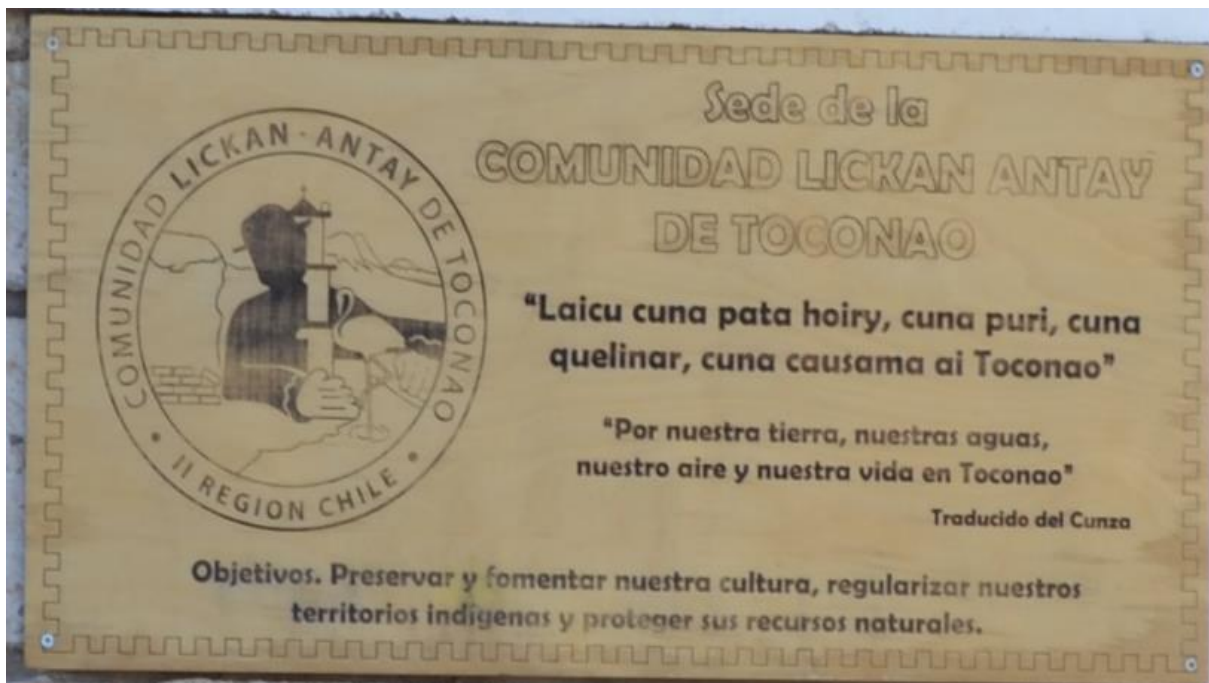 COMUNIDAD LICKAN-ANTAY DE TOCONAO
II REGION CHILE
Sede de la
COMUNIDAD LICKAN ANTAY
DE TOCONAO
"Laicu cuna pata hoiry, cuna puri, cuna
quelinar, cuna causama ai Toconao"
"Por nuestra tierra, nuestras aguas,
nuestro aire y nuestra vida en Toconao"
Traducido del Cunza
Objetivos. Preservar y fomentar nuestra cultura, regularizar nuestros
territorios indígenas y proteger sus recursos naturales.